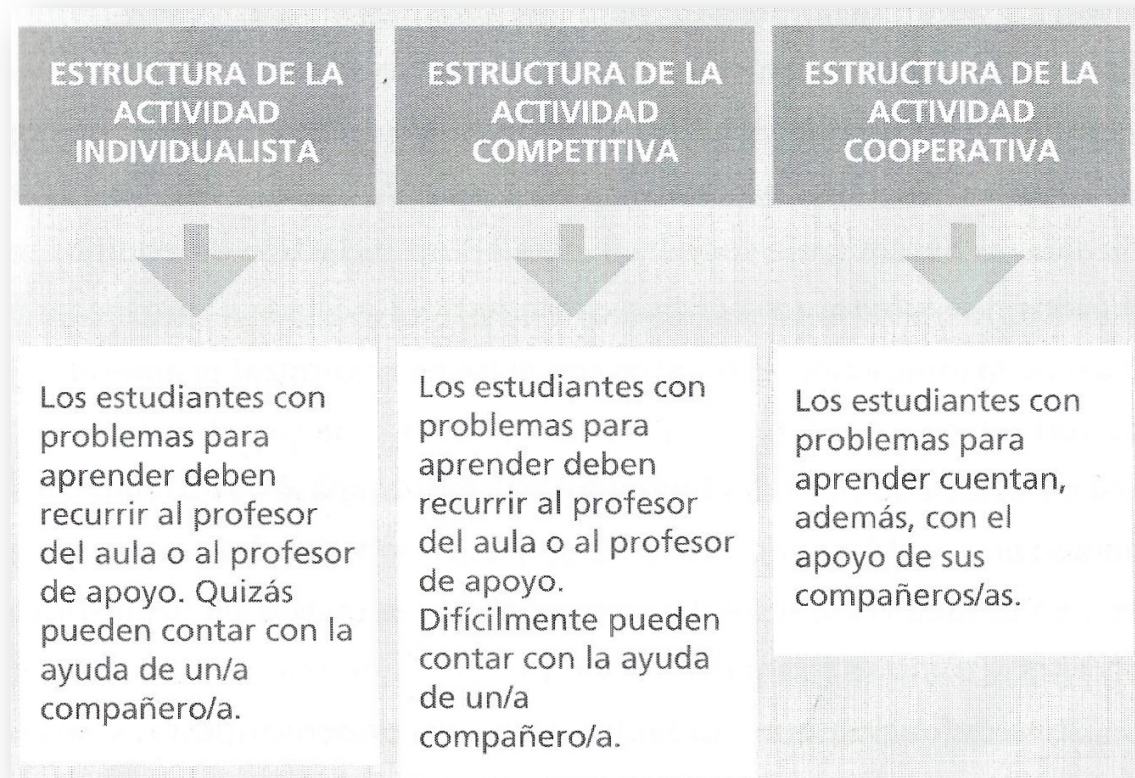 ESTRUCTURA DE LA
ACTIVIDAD
INDIVIDUALISTA
Los estudiantes con
problemas para
aprender deben
recurrir al profesor
del aula o al profesor
de apoyo. Quizás
pueden contar con la
ayuda de un/a
compañero/a.
ESTRUCTURA DE LA
ACTIVIDAD
COMPETITIVA
Los estudiantes con
problemas para
aprender deben
recurrir al profesor
del aula o al profesor
de apoyo.
Difícilmente pueden
contar con la ayuda
de un/a
compañero/a.
ESTRUCTURA DE LA
ACTIVIDAD
COOPERATIVA
Los estudiantes con
problemas para
aprender cuentan,
además, con el
apoyo de sus
compañeros/as.